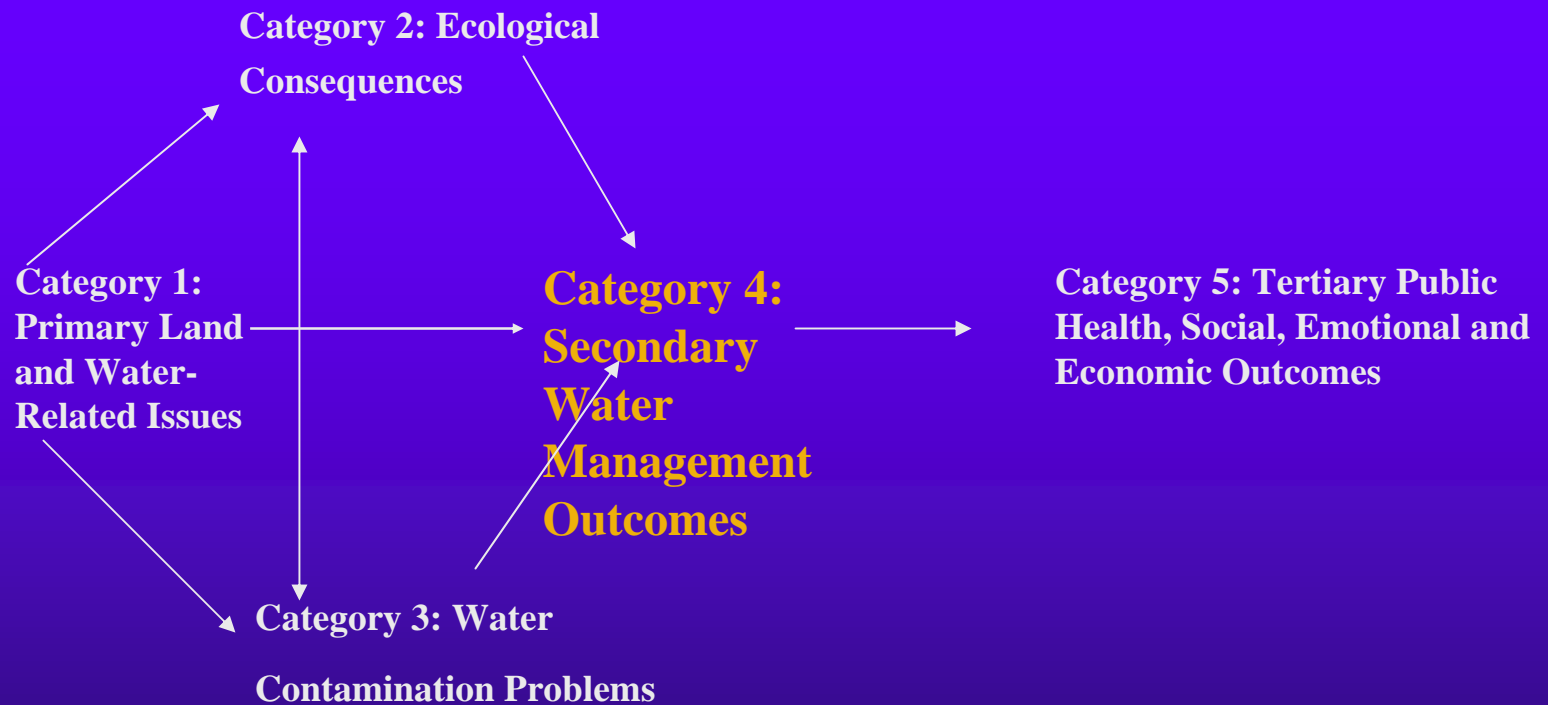 Category 2: Ecological
Consequences
Category 1:
Primary Land
and Water-
Related Issues
Category 4:
Secondary
Water
Management
Outcomes
Category 5: Tertiary Public
Health, Social, Emotional and
Economic Outcomes
Category 3: Water
Contamination Problems